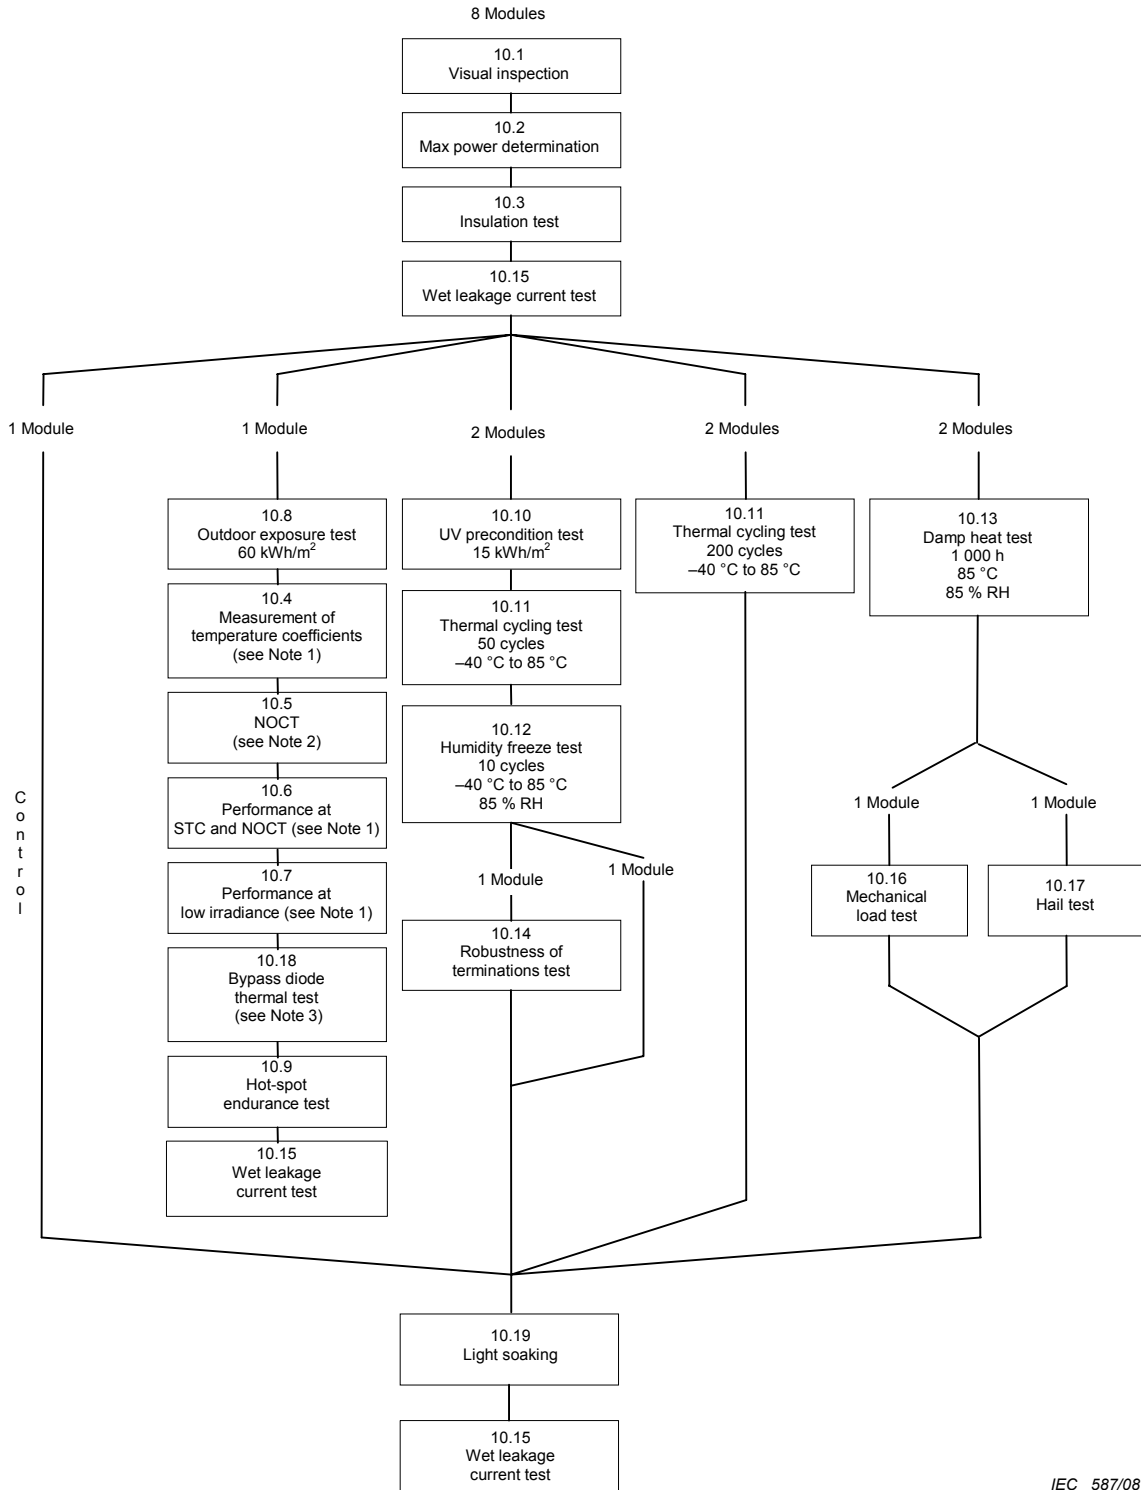 8 Modules
10.1
Visual inspection
10.2
Max power determination
10.3
Insulation test
10.15
Wet leakage current test
1 Module
1 Module
2 Modules
2 Modules
2 Modules
Control
10.8
Outdoor exposure test
60 kWh/m²
10.4
Measurement of
temperature coefficients
(see Note 1)
10.5
NOCT
(see Note 2)
10.6
Performance at
STC and NOCT (see Note 1)
10.7
Performance at
low irradiance (see Note 1)
10.18
Bypass diode
thermal test
(see Note 3)
10.9
Hot-spot
endurance test
10.15
Wet leakage
current test
10.10
UV precondition test
15 kWh/m²
10.11
Thermal cycling test
50 cycles
–40 °C to 85 °C
10.12
Humidity freeze test
10 cycles
–40 °C to 85 °C
85 % RH
1 Module
1 Module
10.14
Robustness of
terminations test
10.11
Thermal cycling test
200 cycles
–40 °C to 85 °C
10.13
Damp heat test
1 000 h
85 °C
85 % RH
1 Module
1 Module
10.16
Mechanical
load test
10.17
Hail test
10.19
Light soaking
10.15
Wet leakage
current test
IEC 587/08